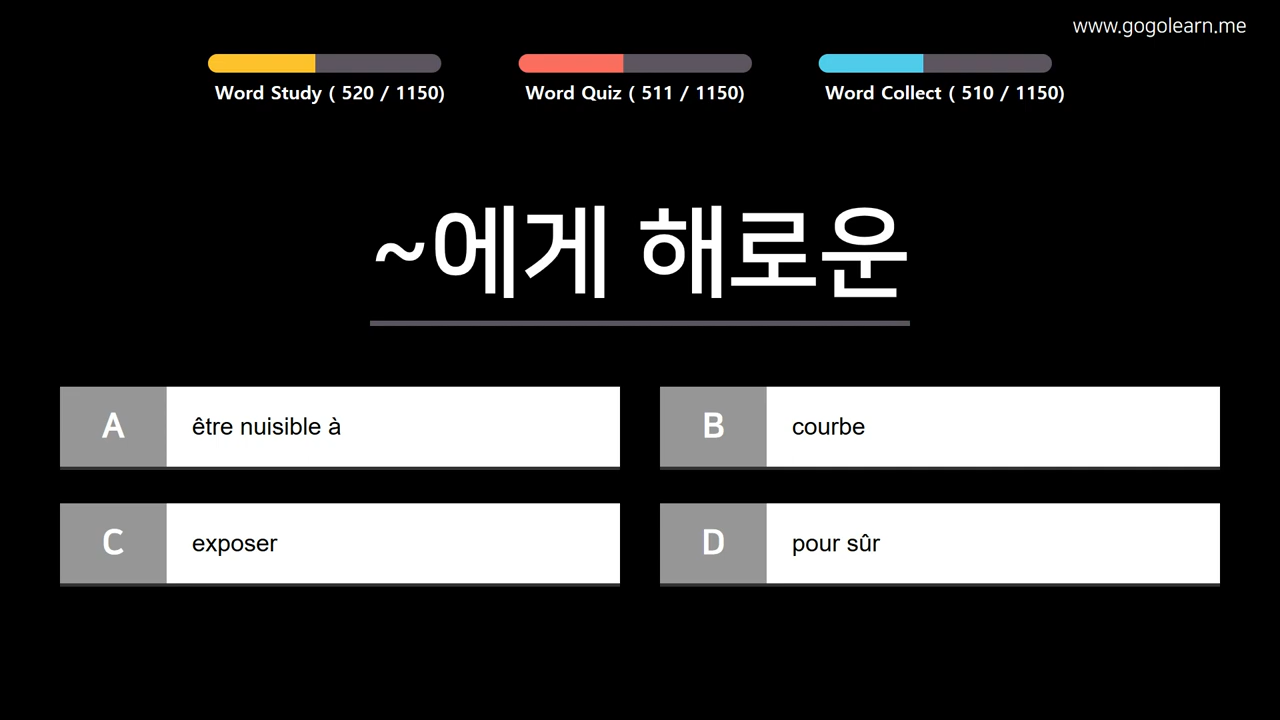 www.gogolearn.me
Word Study ( 520 / 1150)
Word Quiz ( 511 / 1150)
Word Collect ( 510 / 1150)
~에게 해로운
A être nuisible à
B courbe
C exposer
D pour sûr